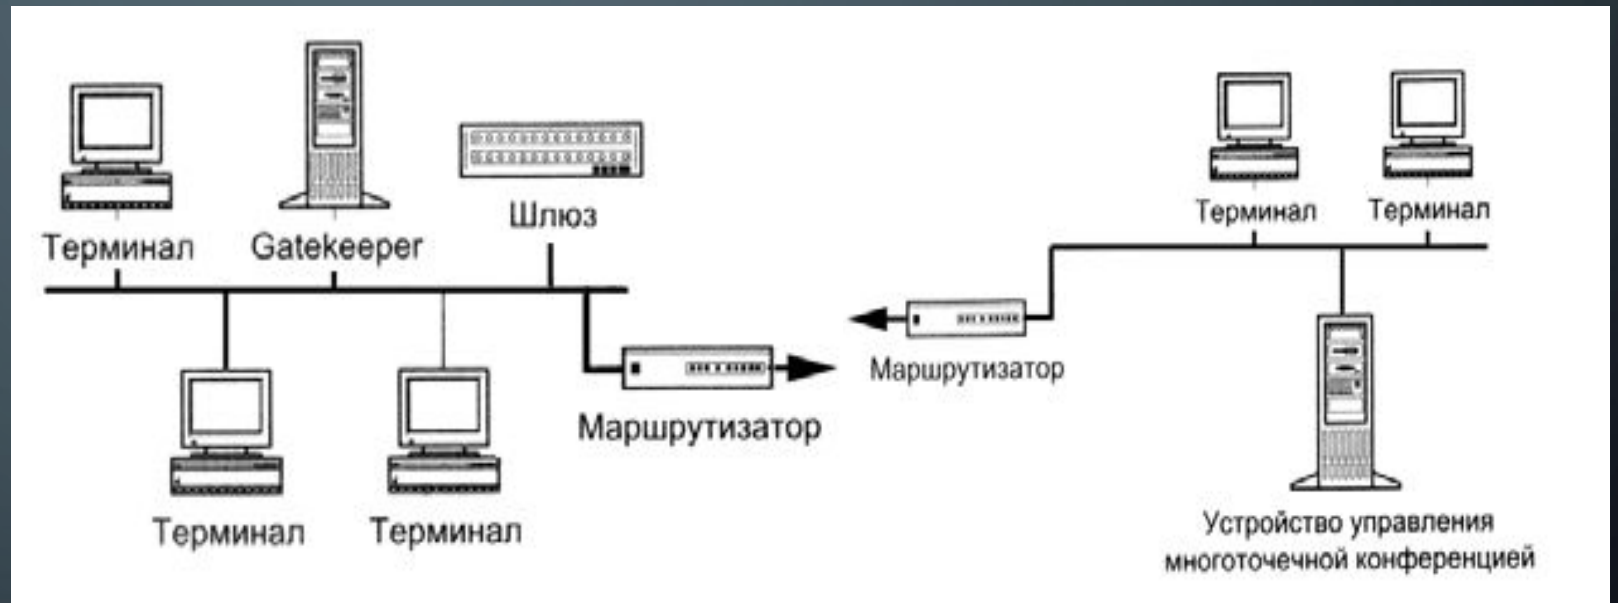 Терминал
Gatekeeper
Шлюз
Терминал
Терминал
Маршрутизатор
Маршрутизатор
Терминал
Терминал
Устройство управления
многоточечной конференцией